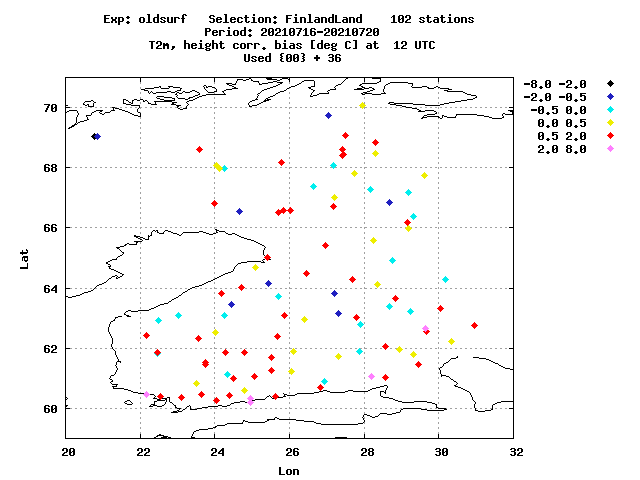 Exp: oldsurf   Selection: FinlandLand    102 stations
Period: 20210716-20210720
T2m, height corr. bias [deg C] at  12 UTC
Used {00} + 36
-8.0 -2.0
-2.0 -0.5
-0.5 0.0
0.0 0.5
0.5 2.0
2.0 8.0
70
68
66
64
62
60
Lat
20 22 24 26 28 30 32
Lon